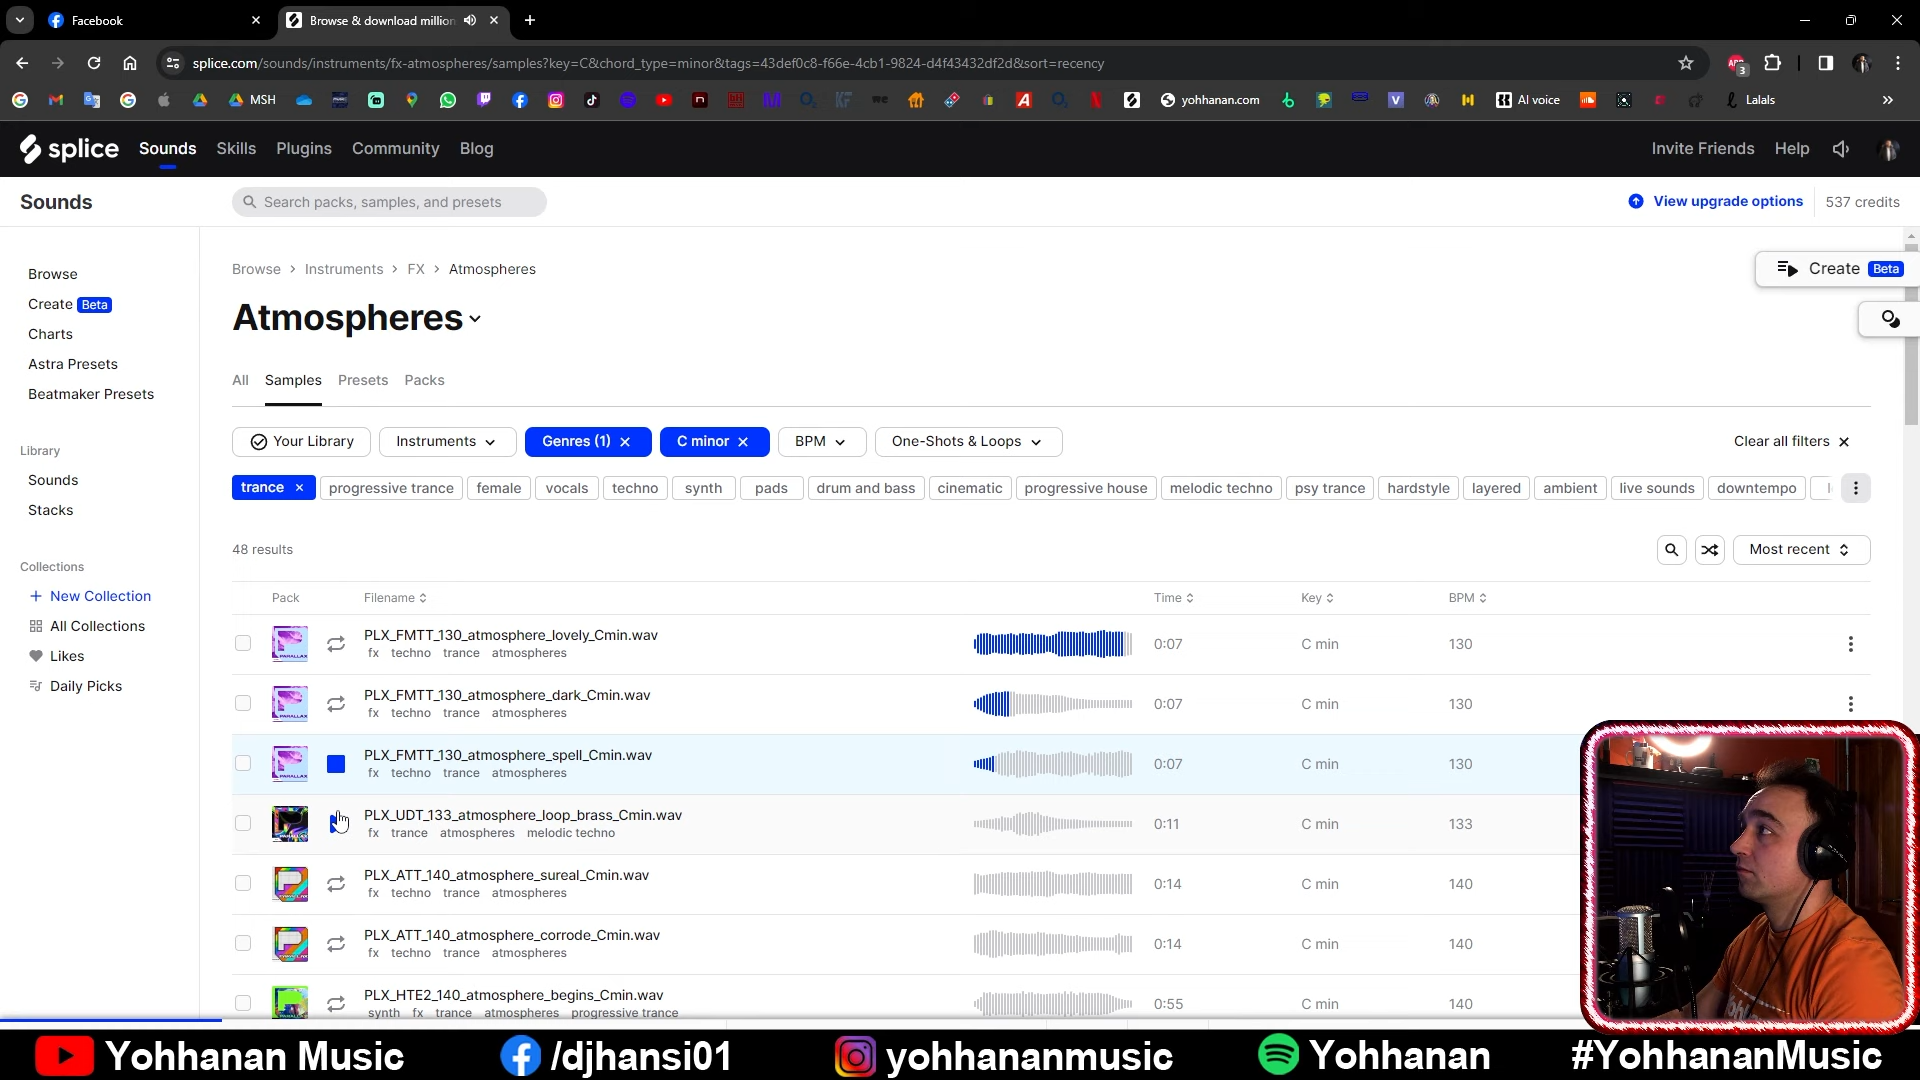 Facebook
Browse & download million
splice.com/sounds/instruments/fx-atmospheres/samples?key=C&chord_type=minor&tags=43def0c8-f66e-4cb1-9824-d4f43432df2d&sort=recency
3
MSH
yohhanan.com
AI voice
Lalals
splice
Sounds Skills Plugins Community Blog
Invite Friends Help
Sounds
Search packs, samples, and presets
View upgrade options
537 credits
Browse
Create Beta
Charts
Astra Presets
Beatmaker Presets
Library
Sounds
Stacks
Collections
New Collection
All Collections
Likes
Daily Picks
Browse > Instruments > FX > Atmospheres
Create Beta
Atmospheres
All Samples Presets Packs
Your Library Instruments Genres (1) C minor BPM One-Shots & Loops
Clear all filters
trance progressive trance female vocals techno synth pads drum and bass cinematic progressive house melodic techno psy trance hardstyle layered ambient live sounds downtempo
48 results
Most recent
Pack Filename Time Key BPM
PLX_FMTT_130_atmosphere_lovely_Cmin.wav
fx techno trance atmospheres
0:07 C min 130
PLX_FMTT_130_atmosphere_dark_Cmin.wav
fx techno trance atmospheres
0:07 C min 130
PLX_FMTT_130_atmosphere_spell_Cmin.wav
fx techno trance atmospheres
0:07 C min 130
PLX_UDT_133_atmosphere_loop_brass_Cmin.wav
fx trance atmospheres melodic techno
0:11 C min 133
PLX_ATT_140_atmosphere_sureal_Cmin.wav
fx techno trance atmospheres
0:14 C min 140
PLX_ATT_140_atmosphere_corrode_Cmin.wav
fx techno trance atmospheres
0:14 C min 140
PLX_HTE2_140_atmosphere_begins_Cmin.wav
synth fx trance atmospheres progressive trance
0:55 C min 140
Yohhanan Music
/djhansi01
yohhananmusic
Yohhanan
#YohhananMusic